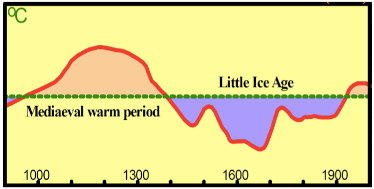 °C
Little Ice Age
Mediaeval warm period
1000 1300 1600 1900